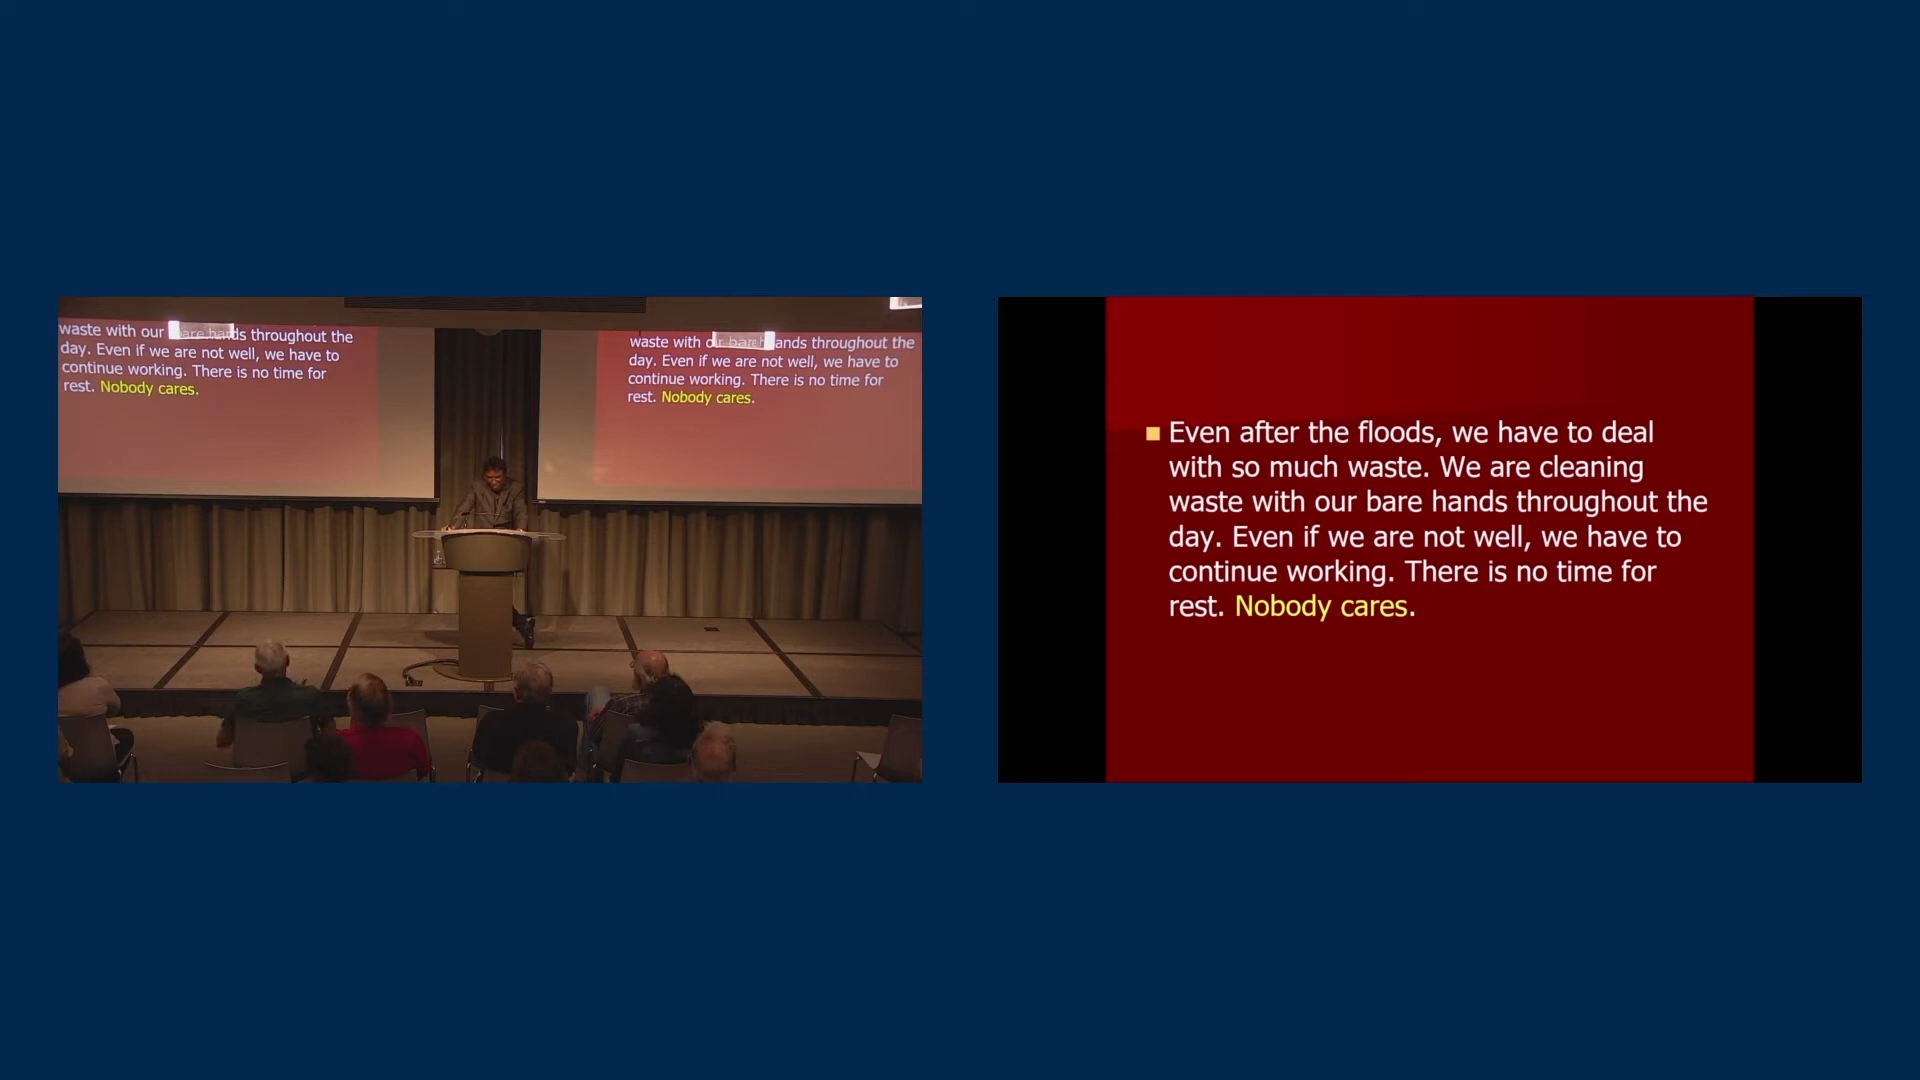 waste with our bare hands throughout the
day. Even if we are not well, we have to
continue working. There is no time for
rest. Nobody cares.
waste with our bare hands throughout the
day. Even if we are not well, we have to
continue working. There is no time for
rest. Nobody cares.
Even after the floods, we have to deal
with so much waste. We are cleaning
waste with our bare hands throughout the
day. Even if we are not well, we have to
continue working. There is no time for
rest. Nobody cares.